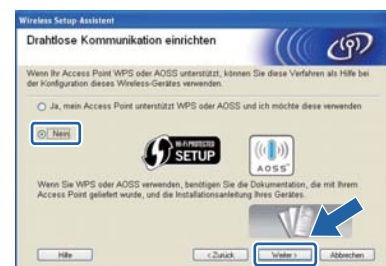 Wireless Setup-Assistent
Drahtlose Kommunikation einrichten
Wenn Ihr Access Point WPS oder AOSS unterstützt, können Sie diese Verfahren als Hilfe bei
der Konfiguration dieses Wireless-Gerätes verwenden.
Ja, mein Access Point unterstützt WPS oder AOSS und ich möchte diese verwenden
Nein
WI-FI PROTECTED
SETUP
AOSS
Wenn Sie WPS oder AOSS verwenden, benötigen Sie die Dokumentation, die mit Ihrem
Access Point geliefert wurde, und die Installationsanleitung Ihres Gerätes.
Hilfe
< Zurück
Weiter >
Abbrechen